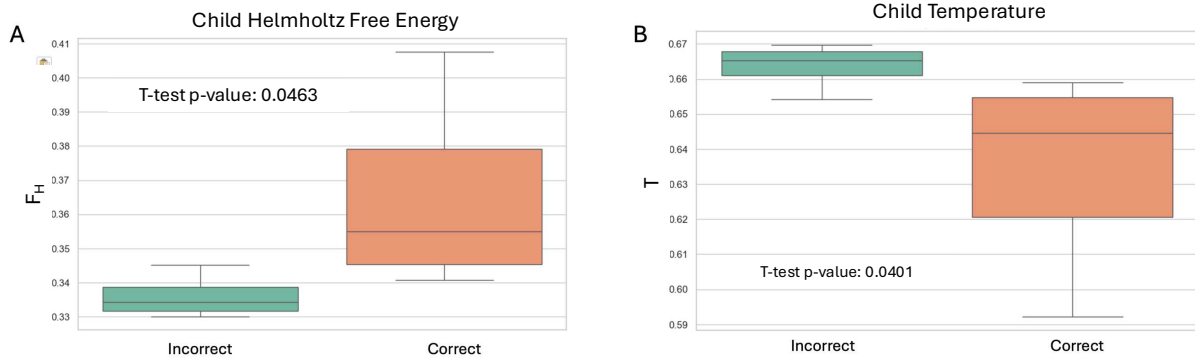 A
Child Helmholtz Free Energy
0.41
0.40
0.39
0.38
0.37
0.36
0.35
0.34
0.33
F_H
T-test p-value: 0.0463
Incorrect
Correct
B
Child Temperature
0.67
0.66
0.65
0.64
0.63
0.62
0.61
0.60
0.59
T
T-test p-value: 0.0401
Incorrect
Correct